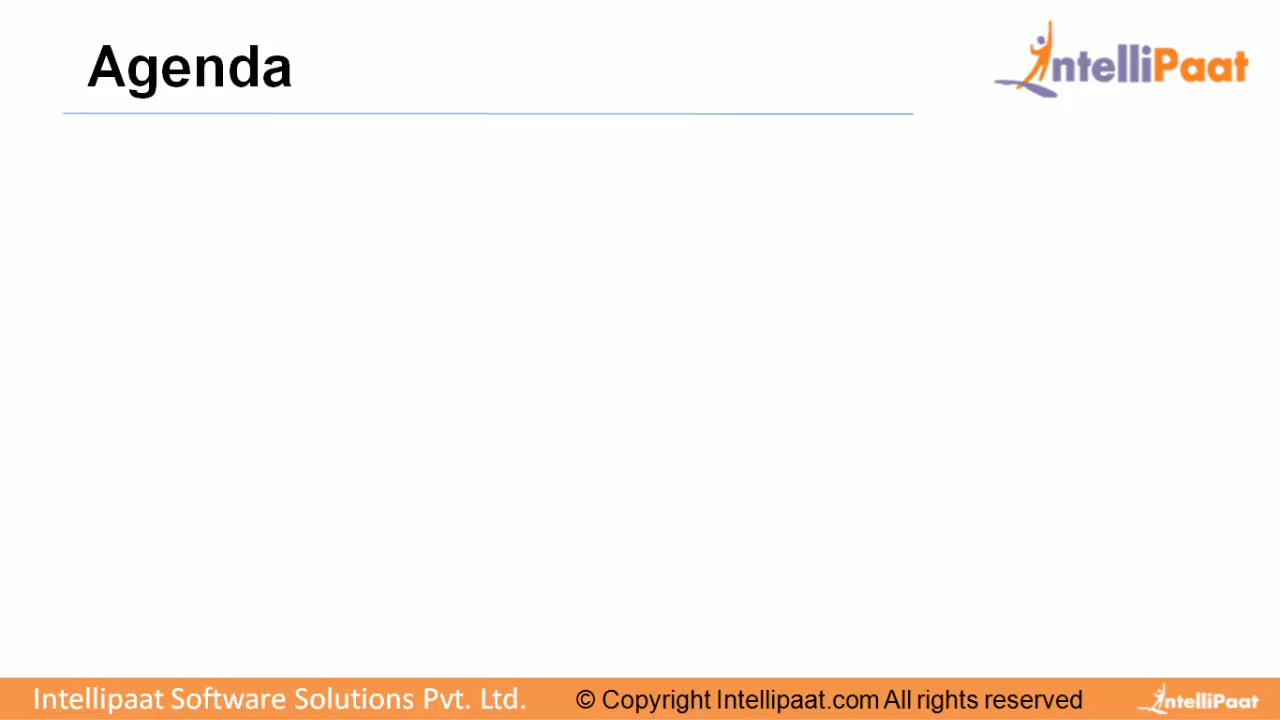 Agenda
IntelliPaat
Intellipaat Software Solutions Pvt. Ltd.
© Copyright Intellipaat.com All rights reserved
IntelliPaat